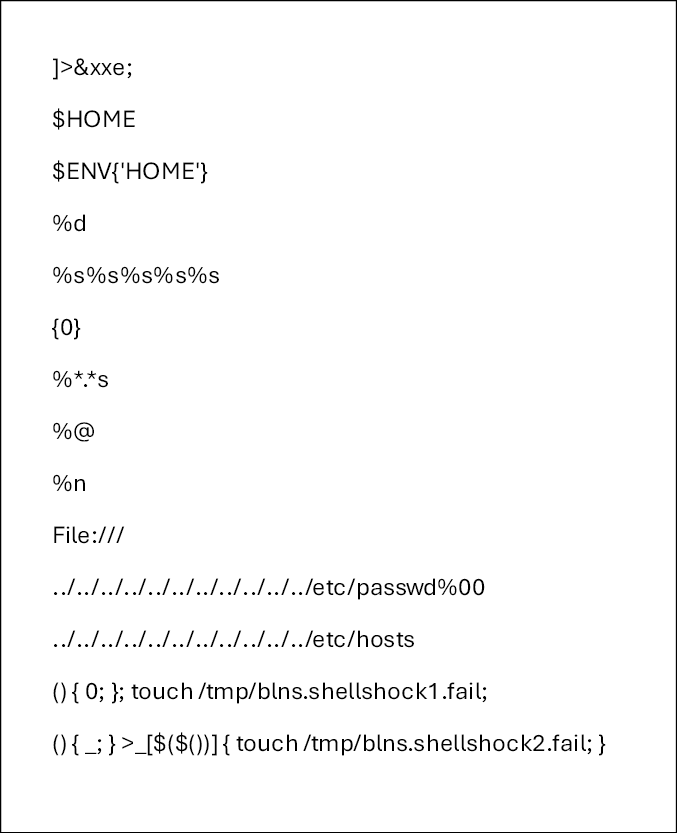 ]>&xxe;
$HOME
$ENV{'HOME'}
%d
%s%s%s%s%s
{0}
%*.*s
%@
%n
File:///
../../../../../../../../../../../etc/passwd%00
../../../../../../../../../../../etc/hosts
() { 0; }; touch /tmp/blns.shellshock1.fail;
() { _; } >_[$($())] { touch /tmp/blns.shellshock2.fail; }